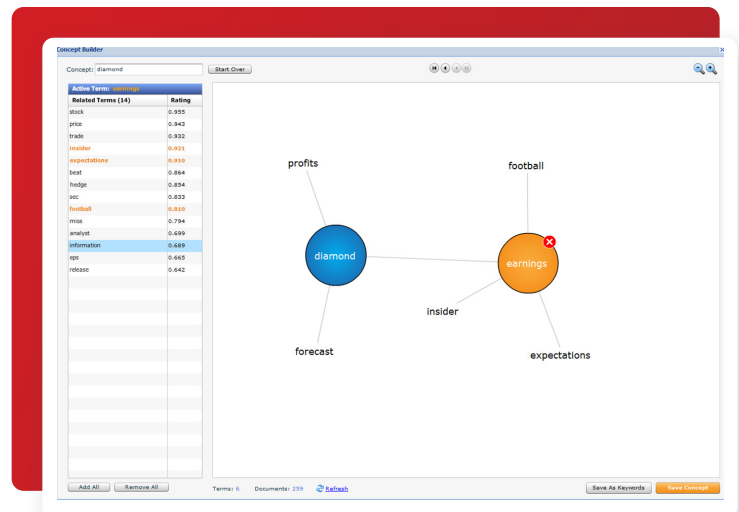 Concept Builder
Concept: diamond
Start Over
Active Term: earnings
Related Terms (14) Rating
stock 0.955
price 0.943
trade 0.932
insider 0.921
expectations 0.910
beat 0.864
hedge 0.854
sec 0.833
football 0.810
miss 0.794
analyst 0.699
information 0.689
eps 0.665
release 0.642
profits
football
diamond
earnings
insider
forecast
expectations
Add All Remove All
Terms: 6 Documents: 259 Refresh
Save As Keywords Save Concept